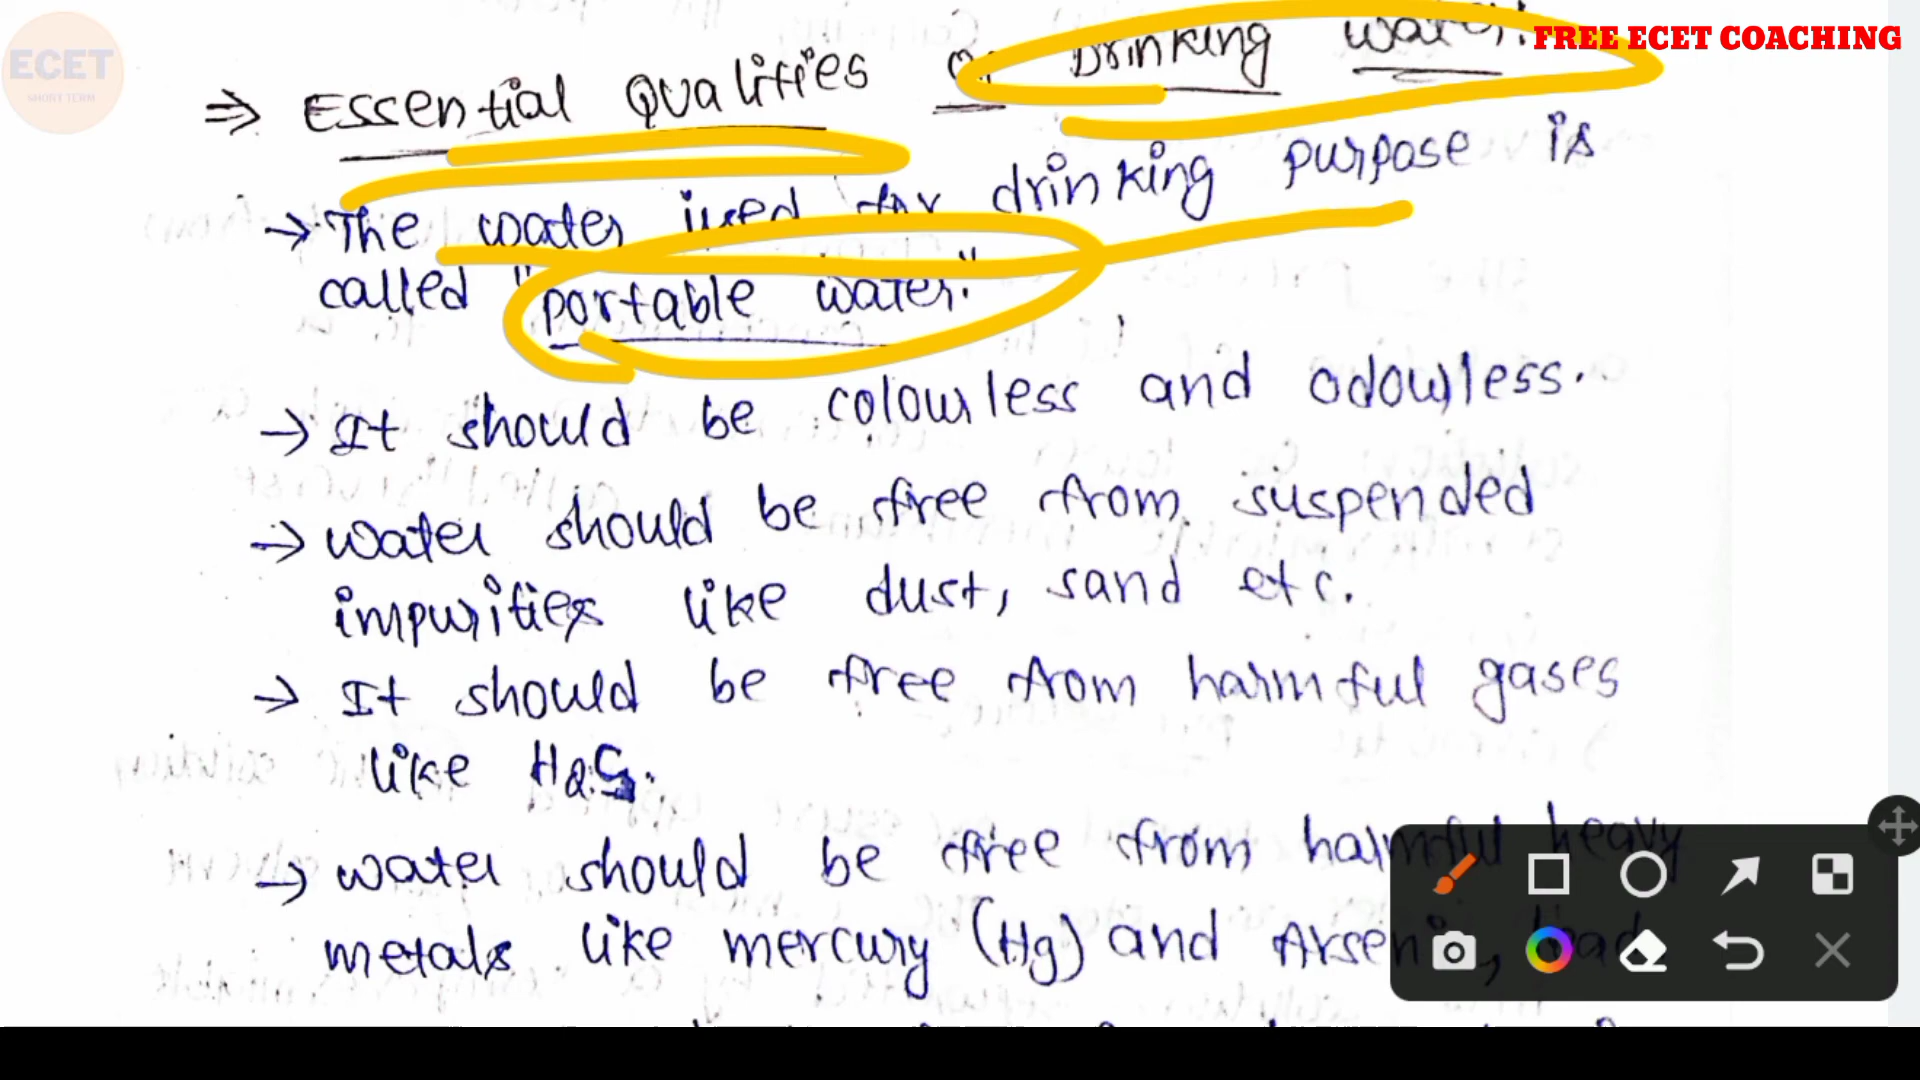 ECET
SHORT TERM
FREE ECET COACHING
⇒ Essential Qualities of Drinking water:
→ The water used for drinking purpose is
called "portable water."
→ It should be colourless and odourless.
→ water should be free from suspended
impurities like dust, sand etc.
→ It should be free from harmful gases
like H2S.
→ water should be free from harmful heavy
metals like mercury (Hg) and Arsenic, lead